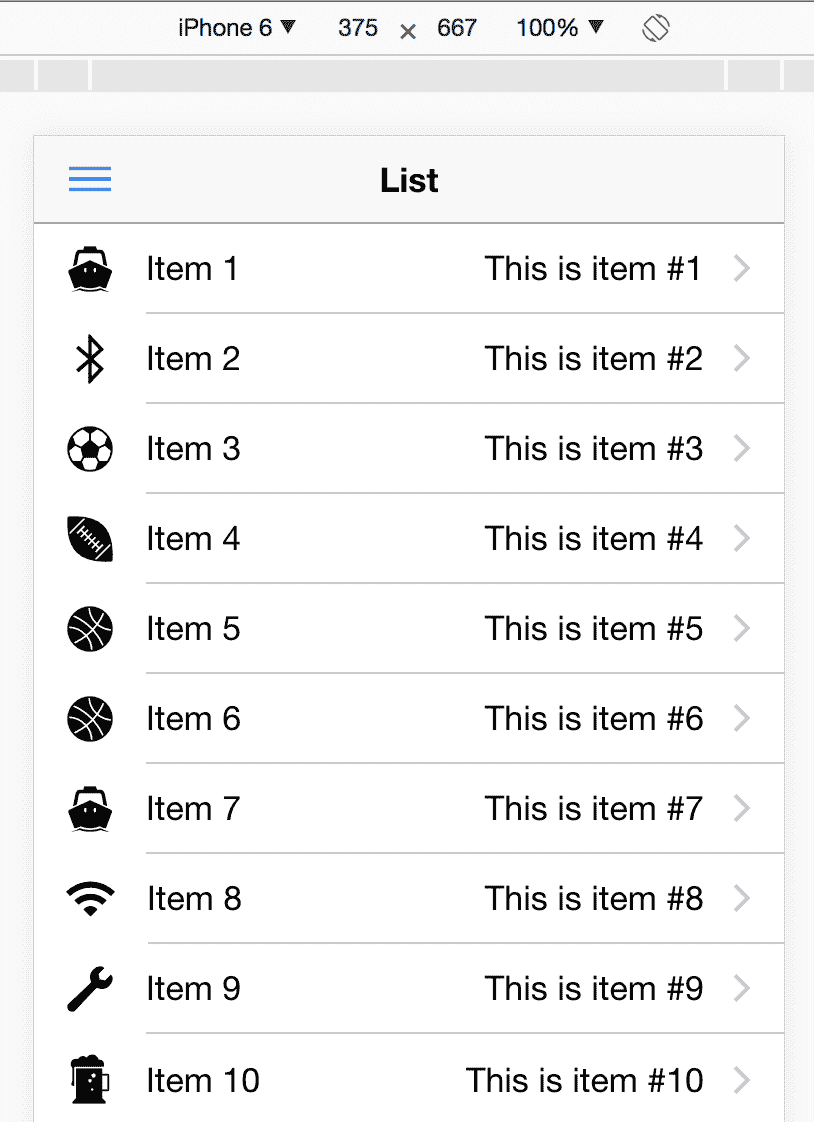 iPhone 6 ▼ 375 × 667 100% ▼
List
Item 1 This is item #1
Item 2 This is item #2
Item 3 This is item #3
Item 4 This is item #4
Item 5 This is item #5
Item 6 This is item #6
Item 7 This is item #7
Item 8 This is item #8
Item 9 This is item #9
Item 10 This is item #10